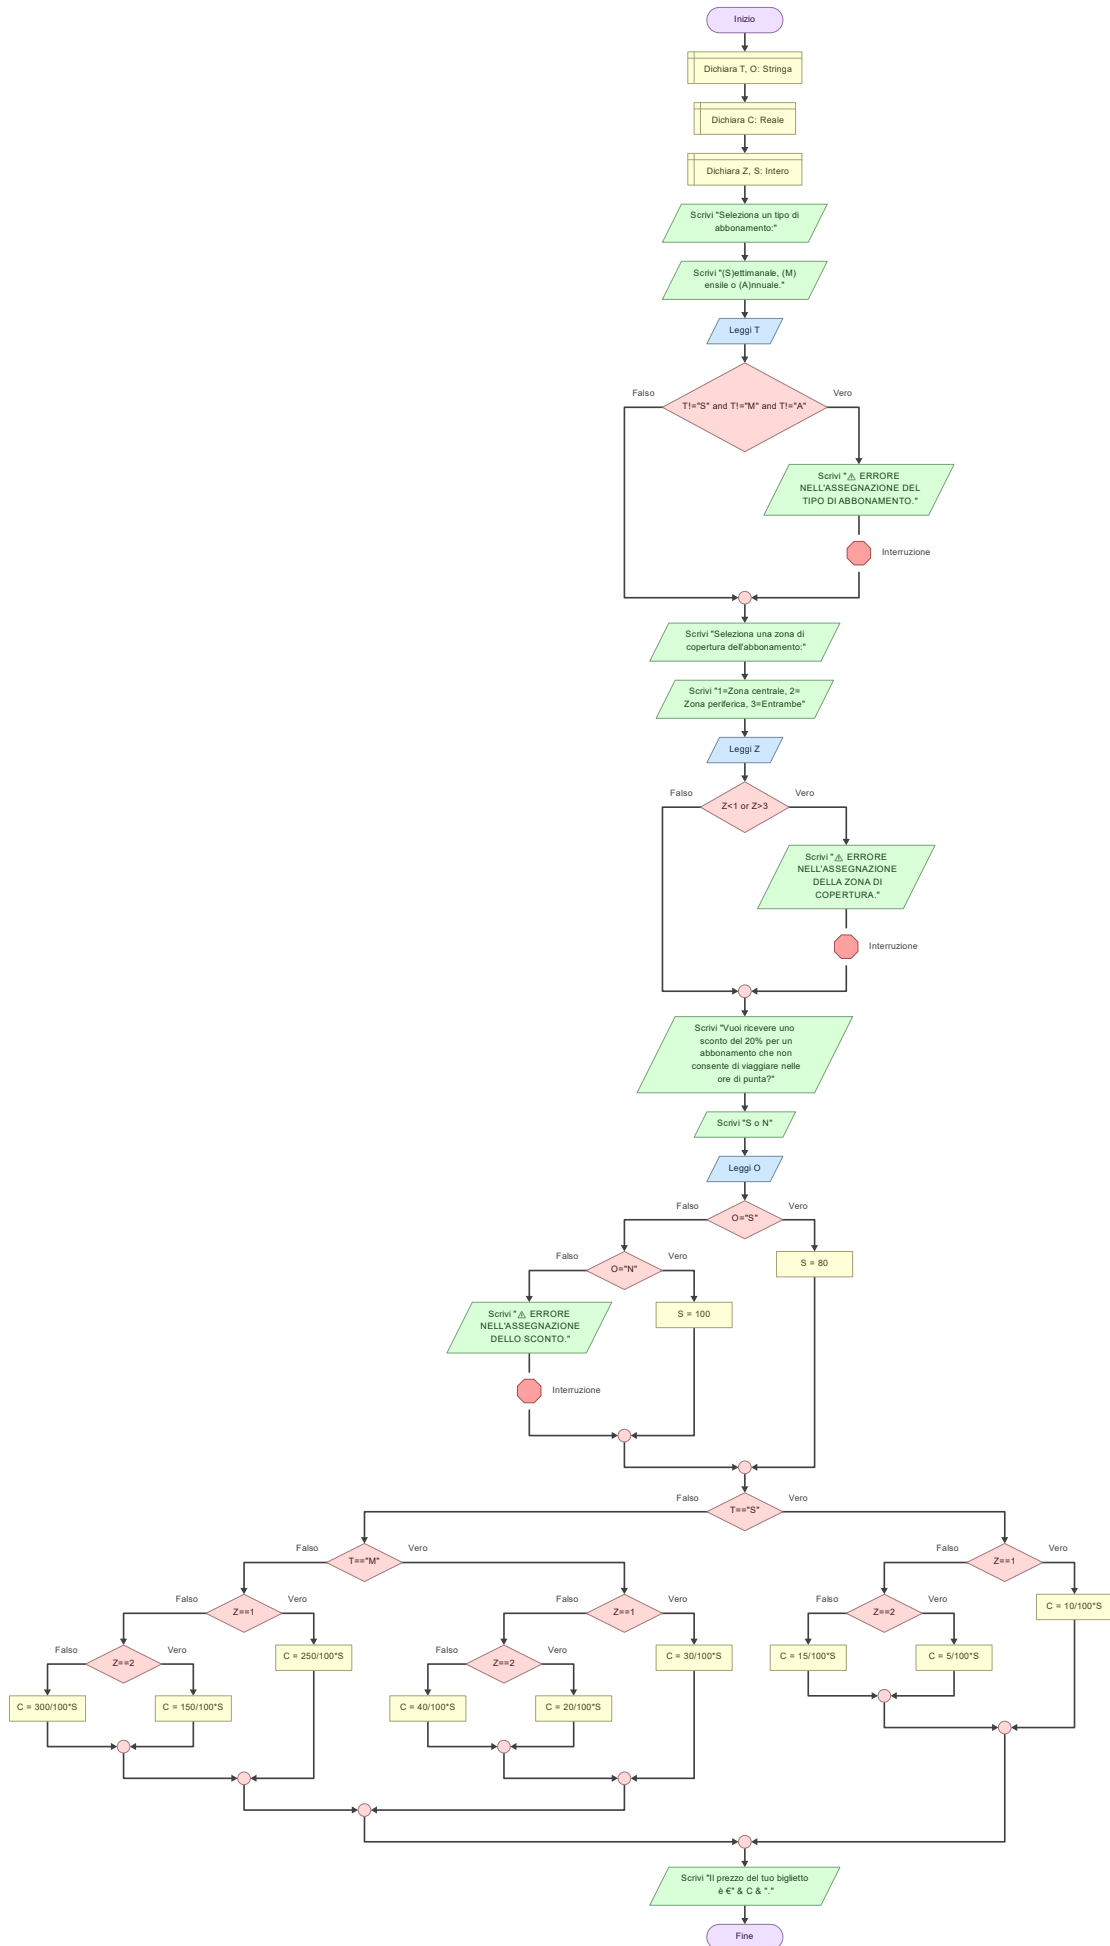 Inizio
Dichiara T, O: Stringa
Dichiara C: Reale
Dichiara Z, S: Intero
Scrivi "Seleziona un tipo di
abbonamento:"
Scrivi "(S)ettimanale, (M)
ensile o (A)nnuale."
Leggi T
Falso
Vero
T!="S" and T!="M" and T!="A"
Scrivi "⚠ ERRORE
NELL'ASSEGNAZIONE DEL
TIPO DI ABBONAMENTO."
Interruzione
Scrivi "Seleziona una zona di
copertura dell'abbonamento:"
Scrivi "1=Zona centrale, 2=
Zona periferica, 3=Entrambe"
Leggi Z
Falso
Vero
Z<1 or Z>3
Scrivi "⚠ ERRORE
NELL'ASSEGNAZIONE
DELLA ZONA DI
COPERTURA."
Interruzione
Scrivi "Vuoi ricevere uno
sconto del 20% per un
abbonamento che non
consente di viaggiare nelle
ore di punta?"
Scrivi "S o N"
Leggi O
Falso
Vero
O="S"
Falso
Vero
O="N"
S = 80
Scrivi "⚠ ERRORE
NELL'ASSEGNAZIONE
DELLO SCONTO."
S = 100
Interruzione
Falso
Vero
T=="S"
Falso
Vero
T=="M"
Falso
Vero
Z==1
Falso
Vero
Z==1
Falso
Vero
Z==1
Falso
Vero
Z==2
C = 10/100*S
Falso
Vero
Z==2
C = 250/100*S
Falso
Vero
Z==2
C = 30/100*S
C = 15/100*S
C = 5/100*S
C = 300/100*S
C = 150/100*S
C = 40/100*S
C = 20/100*S
Scrivi "Il prezzo del tuo biglietto
è €" & C & "."
Fine